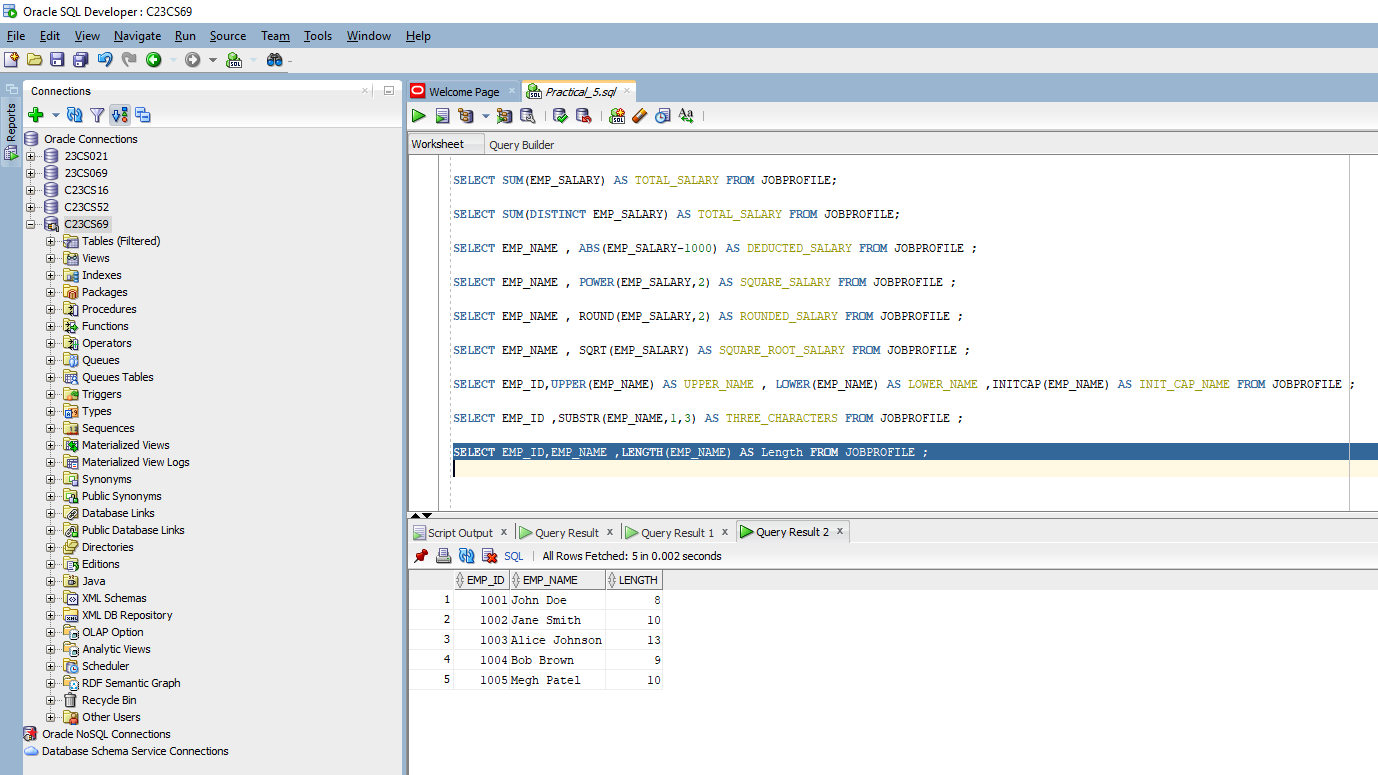 Oracle SQL Developer : C23CS69
File Edit View Navigate Run Source Team Tools Window Help
Reports
Connections
Oracle Connections
23CS021
23CS069
C23CS16
C23CS52
C23CS69
Tables (Filtered)
Views
Indexes
Packages
Procedures
Functions
Operators
Queues
Queues Tables
Triggers
Types
Sequences
Materialized Views
Materialized View Logs
Synonyms
Public Synonyms
Database Links
Public Database Links
Directories
Editions
Java
XML Schemas
XML DB Repository
OLAP Option
Analytic Views
Scheduler
RDF Semantic Graph
Recycle Bin
Other Users
Oracle NoSQL Connections
Database Schema Service Connections
Welcome Page Practical_5.sql
Worksheet Query Builder
SELECT SUM(EMP_SALARY) AS TOTAL_SALARY FROM JOBPROFILE;
SELECT SUM(DISTINCT EMP_SALARY) AS TOTAL_SALARY FROM JOBPROFILE;
SELECT EMP_NAME , ABS(EMP_SALARY-1000) AS DEDUCTED_SALARY FROM JOBPROFILE ;
SELECT EMP_NAME , POWER(EMP_SALARY,2) AS SQUARE_SALARY FROM JOBPROFILE ;
SELECT EMP_NAME , ROUND(EMP_SALARY,2) AS ROUNDED_SALARY FROM JOBPROFILE ;
SELECT EMP_NAME , SQRT(EMP_SALARY) AS SQUARE_ROOT_SALARY FROM JOBPROFILE ;
SELECT EMP_ID,UPPER(EMP_NAME) AS UPPER_NAME , LOWER(EMP_NAME) AS LOWER_NAME ,INITCAP(EMP_NAME) AS INIT_CAP_NAME FROM JOBPROFILE ;
SELECT EMP_ID ,SUBSTR(EMP_NAME,1,3) AS THREE_CHARACTERS FROM JOBPROFILE ;
SELECT EMP_ID,EMP_NAME ,LENGTH(EMP_NAME) AS Length FROM JOBPROFILE ;
Script Output x Query Result x Query Result 1 x Query Result 2 x
SQL All Rows Fetched: 5 in 0.002 seconds
EMP_ID EMP_NAME LENGTH
1 1001 John Doe 8
2 1002 Jane Smith 10
3 1003 Alice Johnson 13
4 1004 Bob Brown 9
5 1005 Megh Patel 10